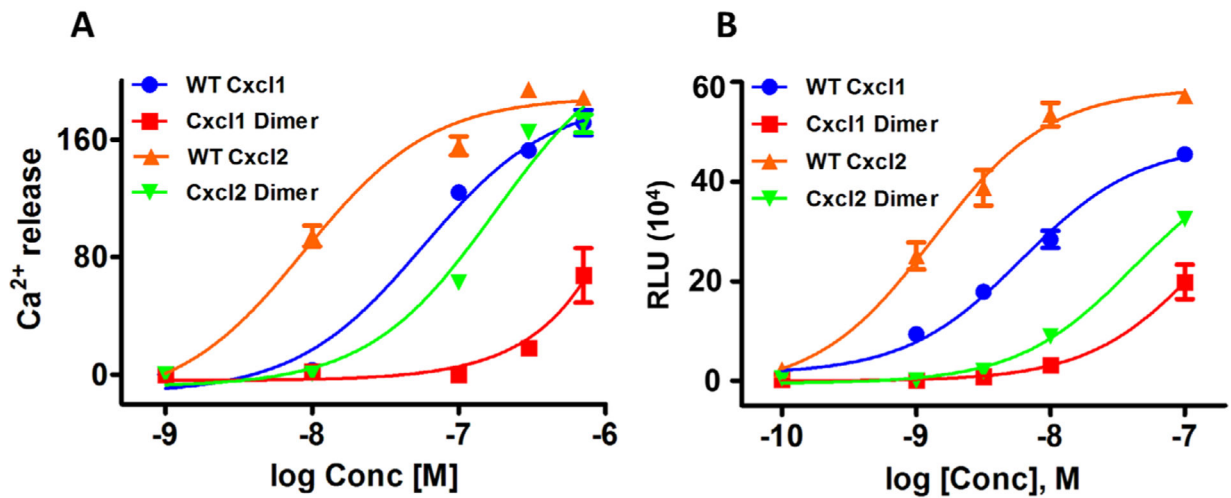 A
WT Cxcl1
Cxcl1 Dimer
WT Cxcl2
Cxcl2 Dimer
Ca²⁺ release
160
80
0
-9
-8
-7
-6
log Conc [M]
B
WT Cxcl1
Cxcl1 Dimer
WT Cxcl2
Cxcl2 Dimer
RLU (10⁴)
60
40
20
0
-10
-9
-8
-7
log [Conc], M